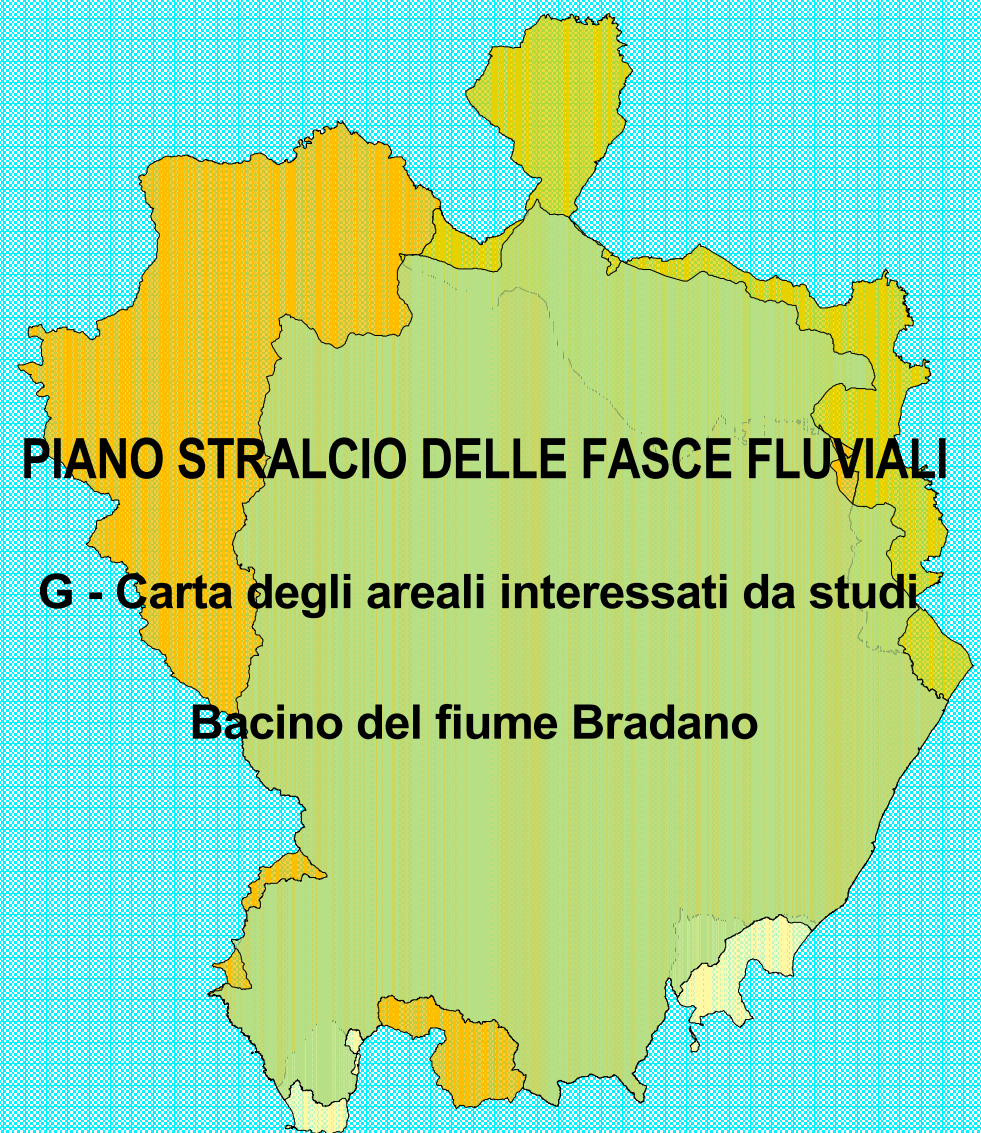 PIANO STRALCIO DELLE FASCE FLUVIALI
G - Carta degli areali interessati da studi
Bacino del fiume Bradano